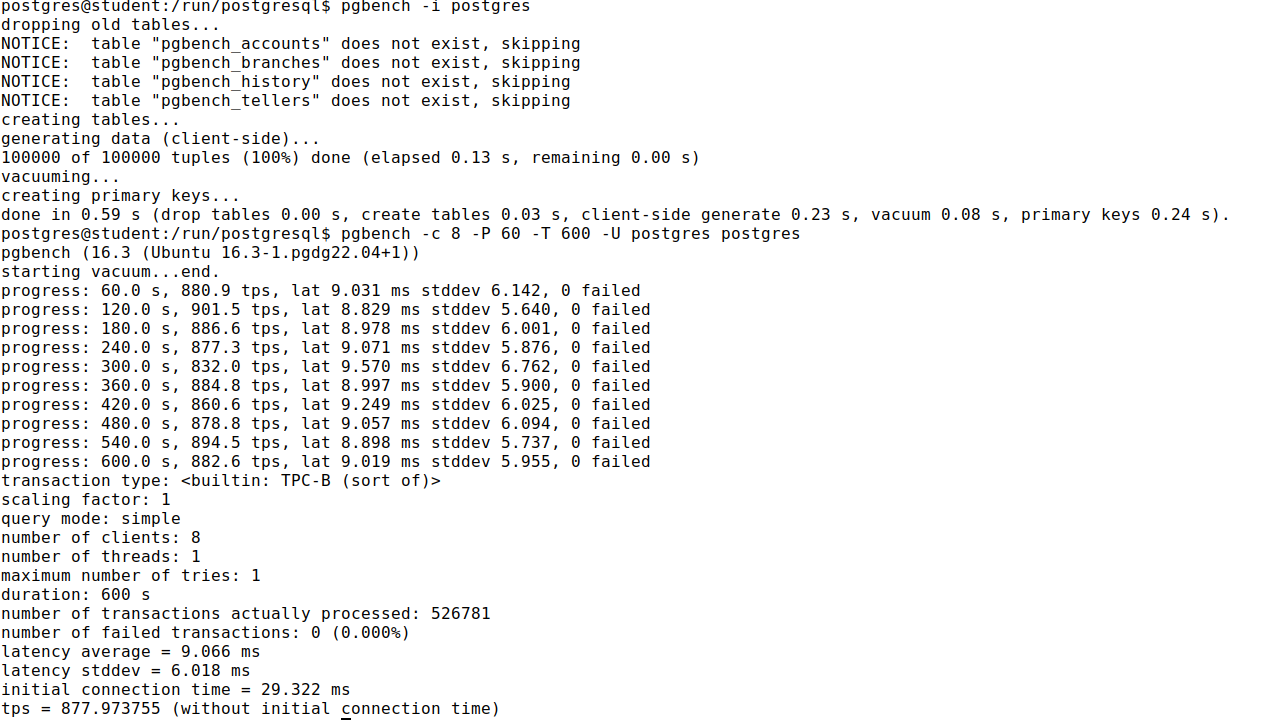 postgres@student:/run/postgresql$ pgbench -i postgres
dropping old tables...
NOTICE:  table "pgbench_accounts" does not exist, skipping
NOTICE:  table "pgbench_branches" does not exist, skipping
NOTICE:  table "pgbench_history" does not exist, skipping
NOTICE:  table "pgbench_tellers" does not exist, skipping
creating tables...
generating data (client-side)...
100000 of 100000 tuples (100%) done (elapsed 0.13 s, remaining 0.00 s)
vacuuming...
creating primary keys...
done in 0.59 s (drop tables 0.00 s, create tables 0.03 s, client-side generate 0.23 s, vacuum 0.08 s, primary keys 0.24 s).
postgres@student:/run/postgresql$ pgbench -c 8 -P 60 -T 600 -U postgres postgres
pgbench (16.3 (Ubuntu 16.3-1.pgdg22.04+1))
starting vacuum...end.
progress: 60.0 s, 880.9 tps, lat 9.031 ms stddev 6.142, 0 failed
progress: 120.0 s, 901.5 tps, lat 8.829 ms stddev 5.640, 0 failed
progress: 180.0 s, 886.6 tps, lat 8.978 ms stddev 6.001, 0 failed
progress: 240.0 s, 877.3 tps, lat 9.071 ms stddev 5.876, 0 failed
progress: 300.0 s, 832.0 tps, lat 9.570 ms stddev 6.762, 0 failed
progress: 360.0 s, 884.8 tps, lat 8.997 ms stddev 5.900, 0 failed
progress: 420.0 s, 860.6 tps, lat 9.249 ms stddev 6.025, 0 failed
progress: 480.0 s, 878.8 tps, lat 9.057 ms stddev 6.094, 0 failed
progress: 540.0 s, 894.5 tps, lat 8.898 ms stddev 5.737, 0 failed
progress: 600.0 s, 882.6 tps, lat 9.019 ms stddev 5.955, 0 failed
transaction type: <builtin: TPC-B (sort of)>
scaling factor: 1
query mode: simple
number of clients: 8
number of threads: 1
maximum number of tries: 1
duration: 600 s
number of transactions actually processed: 526781
number of failed transactions: 0 (0.000%)
latency average = 9.066 ms
latency stddev = 6.018 ms
initial connection time = 29.322 ms
tps = 877.973755 (without initial connection time)